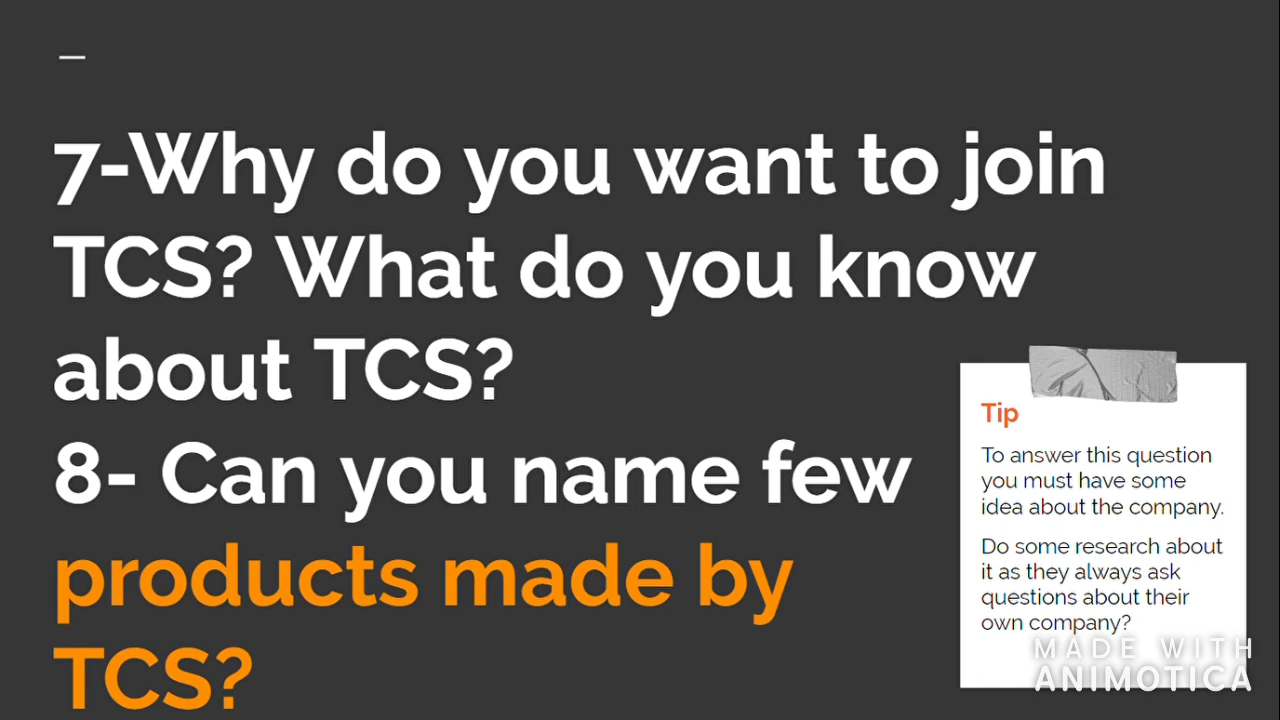 7-Why do you want to join
TCS? What do you know
about TCS?
8- Can you name few
products made by
TCS?
Tip
To answer this question
you must have some
idea about the company.
Do some research about
it as they always ask
questions about their
own company?
MADE WITH
ANIMOTICA